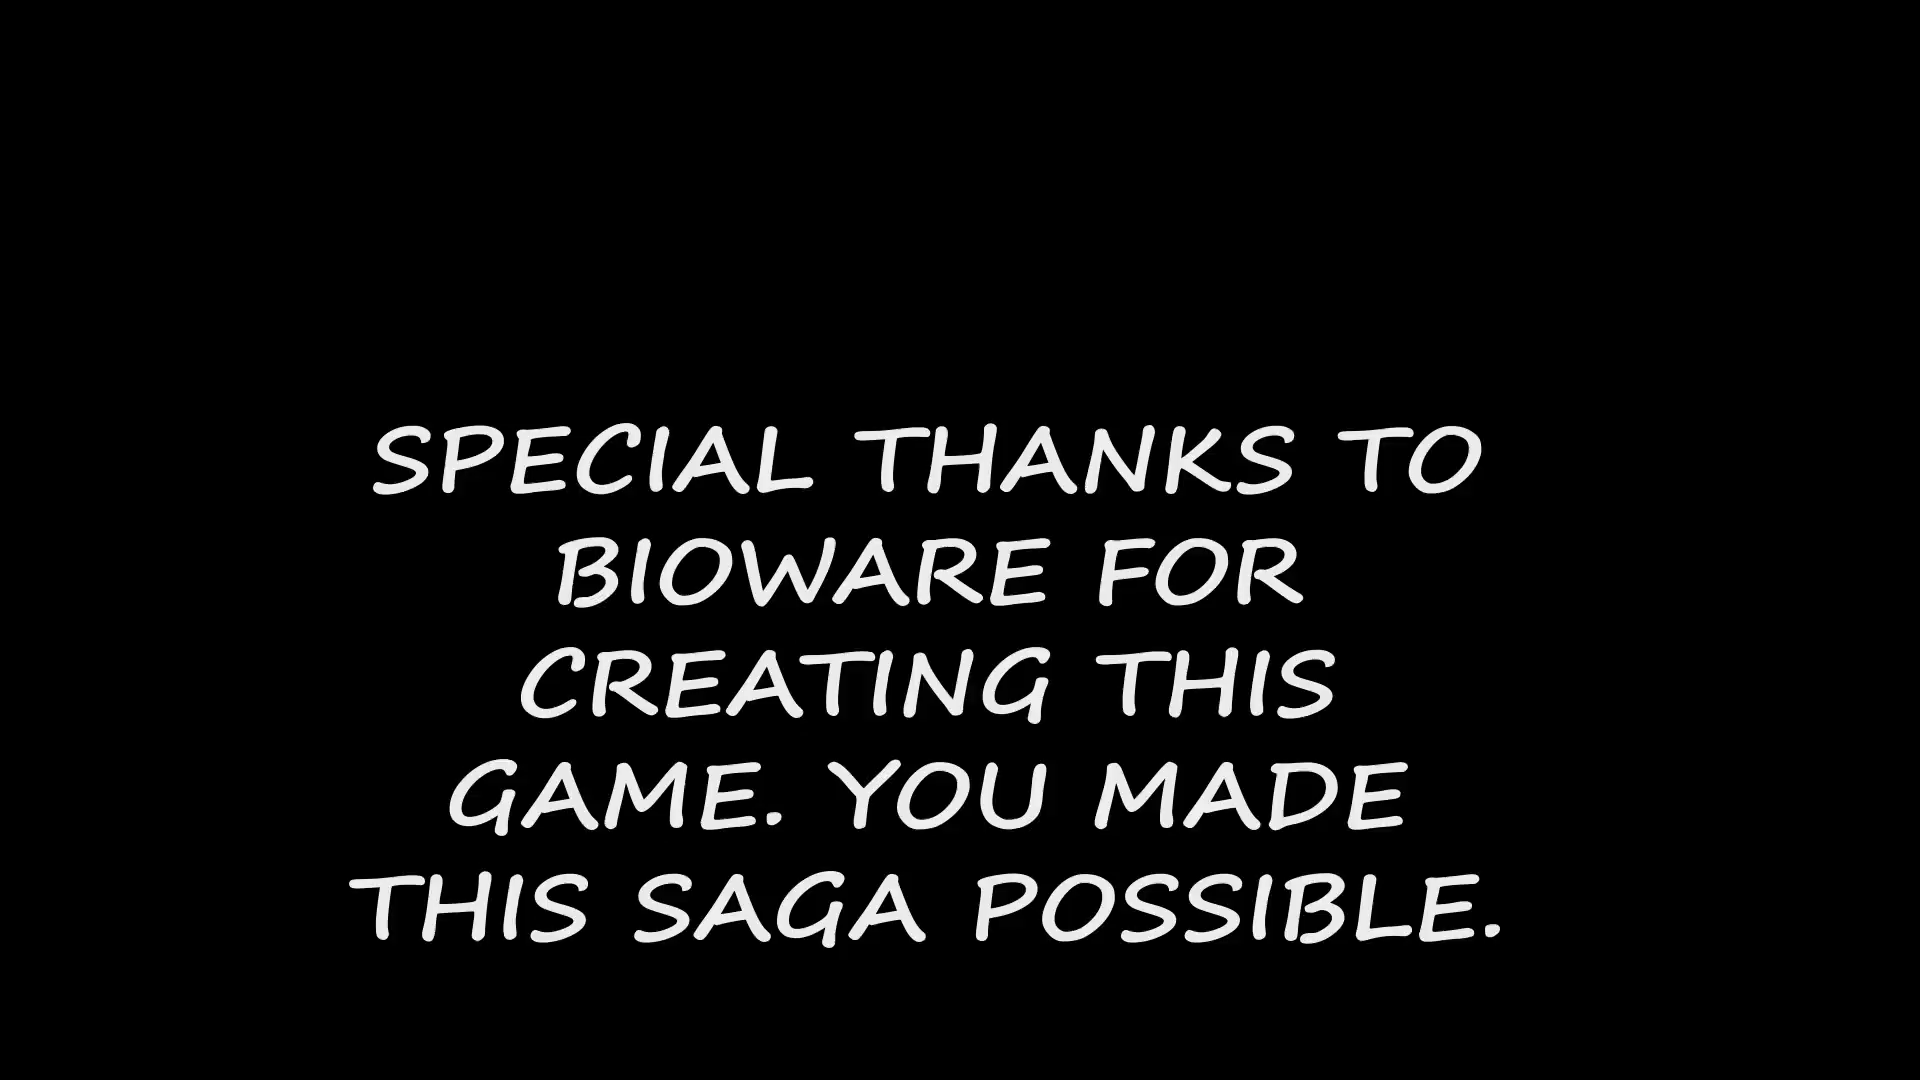 SPECIAL THANKS TO
BIOWARE FOR
CREATING THIS
GAME. YOU MADE
THIS SAGA POSSIBLE.